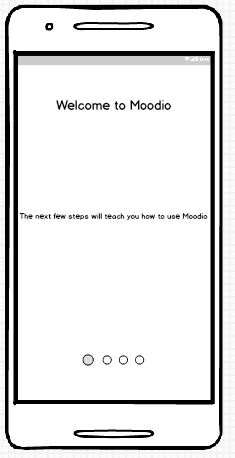 Welcome to Moodio
The next few steps will teach you how to use Moodio